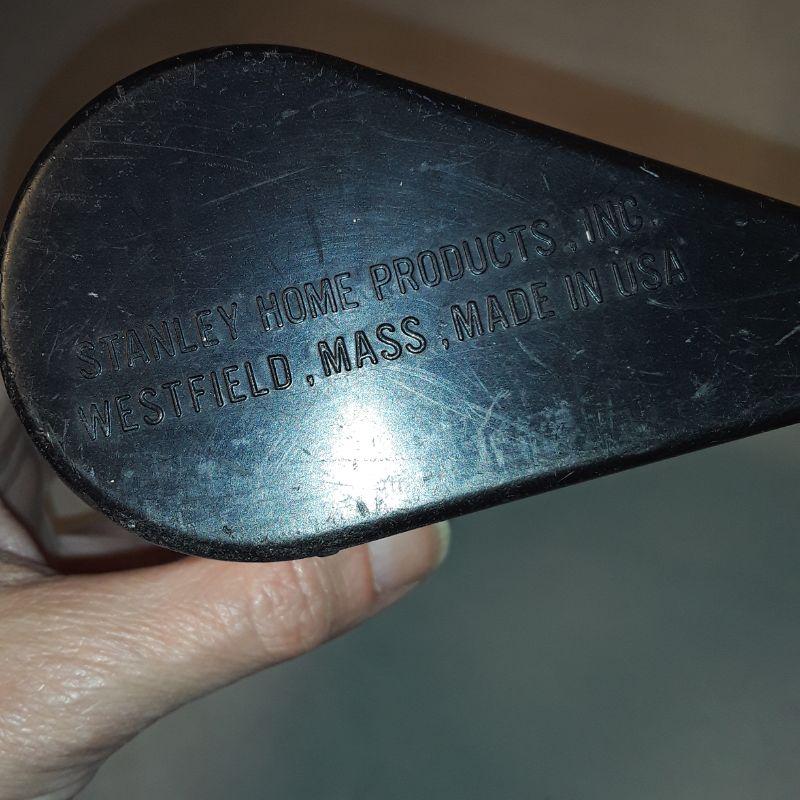 STANLEY HOME PRODUCTS, INC.
WESTFIELD, MASS, MADE IN USA